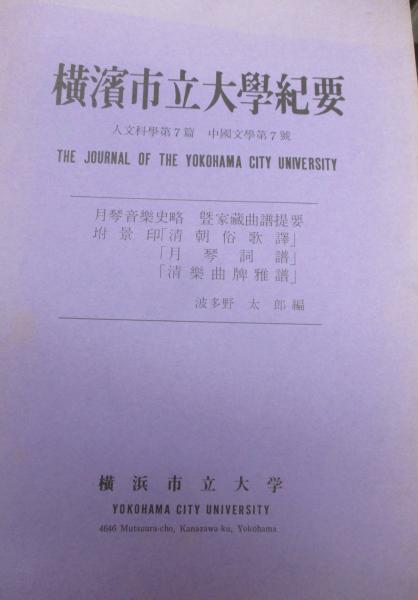 橫濱市立大學紀要
人文科學第7篇　中國文學第7號
THE JOURNAL OF THE YOKOHAMA CITY UNIVERSITY
月琴音樂史略　曁家藏曲譜提要
坿景印「清朝俗歌譯」
「月琴詞譜」
「清樂曲牌雅譜」
波多野太郎編
橫浜市立大学
YOKOHAMA CITY UNIVERSITY
4646 Mutsuura-cho, Kanazawa-ku, Yokohama